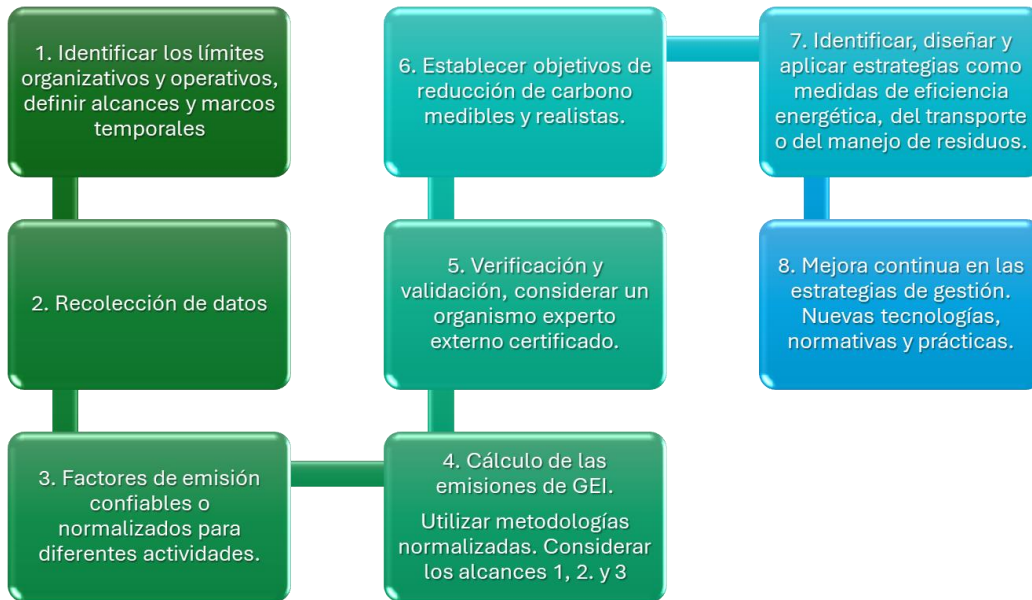 1. Identificar los límites
organizativos y operativos,
definir alcances y marcos
temporales
2. Recolección de datos
3. Factores de emisión
confiables o
normalizados para
diferentes actividades.
4. Cálculo de las
emisiones de GEI.
Utilizar metodologías
normalizadas. Considerar
los alcances 1, 2. y 3
5. Verificación y
validación, considerar un
organismo experto
externo certificado.
6. Establecer objetivos de
reducción de carbono
medibles y realistas.
7. Identificar, diseñar y
aplicar estrategias como
medidas de eficiencia
energética, del transporte
o del manejo de residuos.
8. Mejora continua en las
estrategias de gestión.
Nuevas tecnologías,
normativas y prácticas.